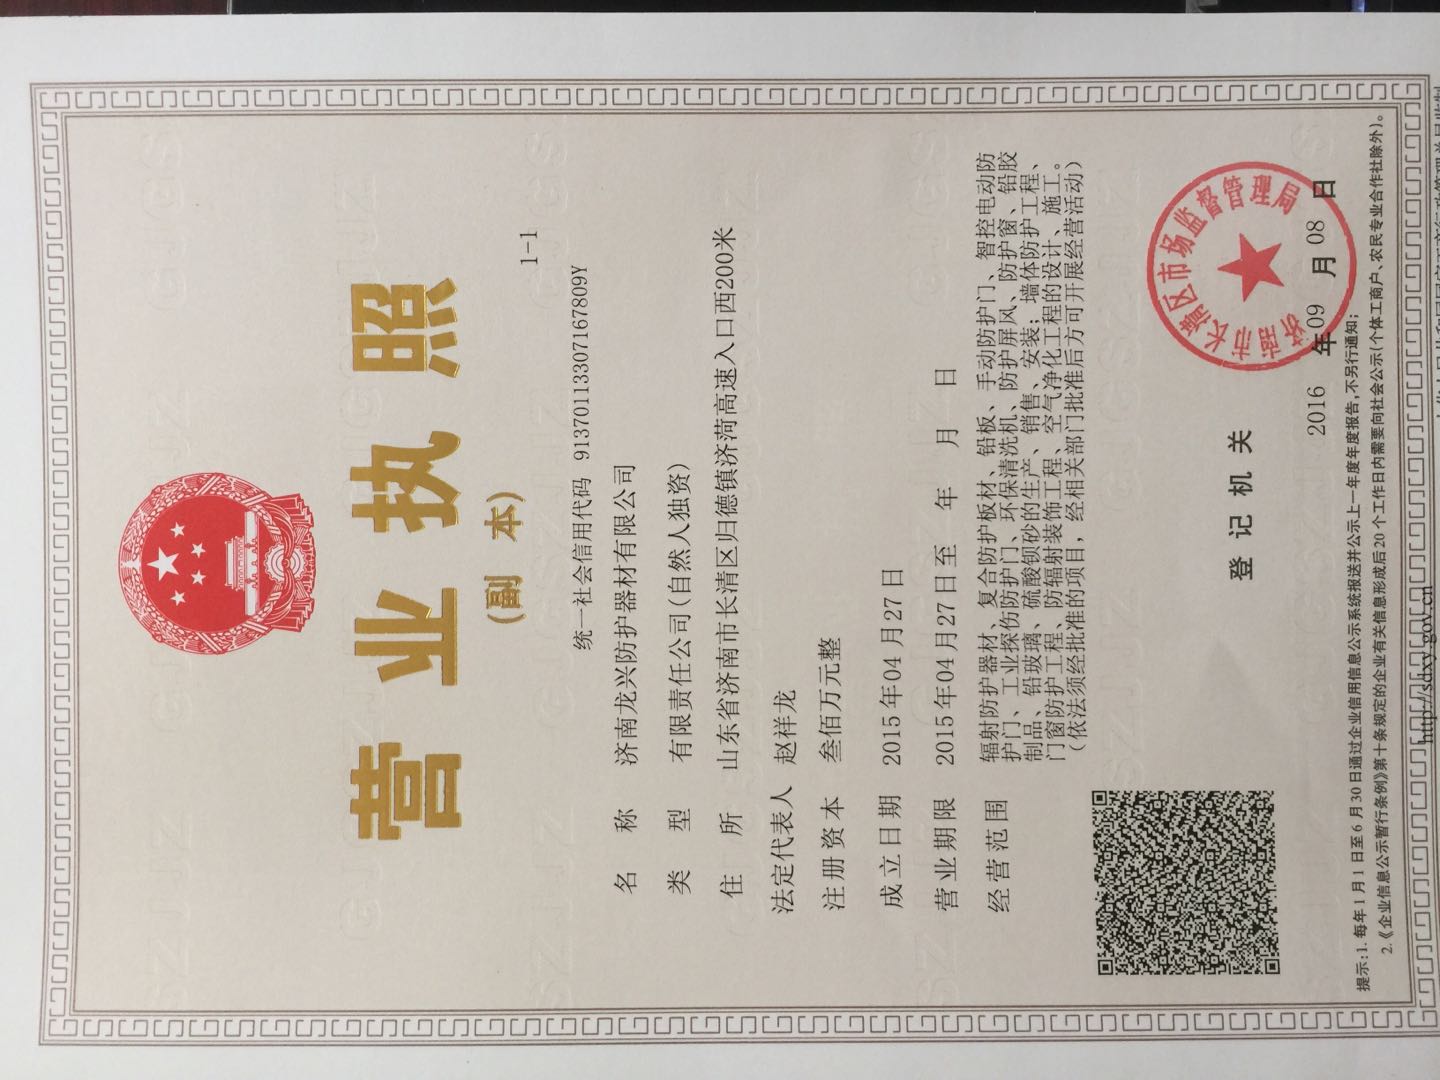 营业执照
(副 本)
1-1
统一社会信用代码 91370113307167809Y
名 称 济南龙兴防护器材有限公司
类 型 有限责任公司(自然人独资)
住 所 山东省济南市长清区归德镇济菏高速入口西200米
法定代表人 赵祥龙
注册资本 叁佰万元整
成立日期 2015年04月27日
营业期限 2015年04月27日至 年 月 日
经营范围 辐射防护器材、复合防护板材、铅板、手动防护门、智控电动防
护门、工业探伤防护门、环保清洗机、防护屏风、防护窗、铅胶
制品、铅玻璃、硫酸钡砂的生产、销售、安装；墙体防护工程、
门窗防护工程、防辐射装饰工程、空气净化工程的设计、施工。
（依法须经批准的项目，经相关部门批准后方可开展经营活动）
登记机关
济南市长清区市场监督管理局
2016 年09 月08 日
提示:1.每年1月1日至6月30日通过企业信用信息公示系统报送并公示上一年度年度报告,不另行通知;
2.《企业信息公示暂行条例》第十条规定的企业有关信息形成后20个工作日内需要向社会公示(个体工商户、农民专业合作社除外)。
http://sdxy.gov.cn